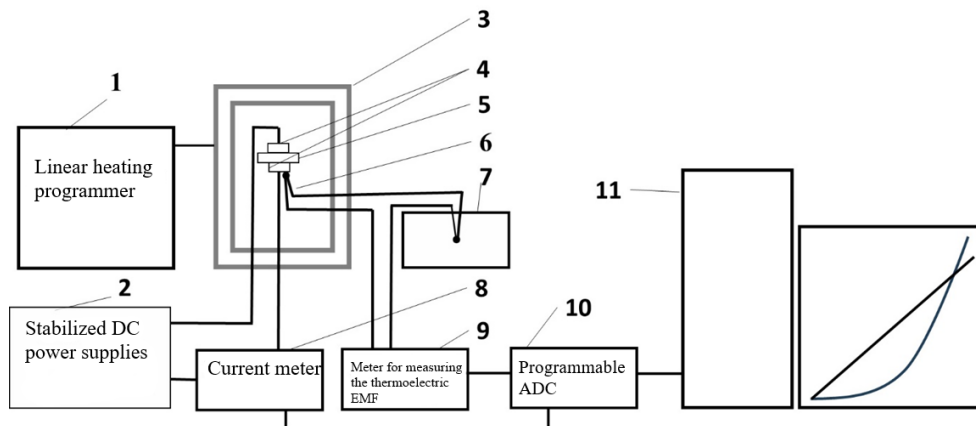 3
4
1
5
6
Linear heating
programmer
7
11
2
8
9
10
Stabilized DC
power supplies
Current meter
Meter for measuring
the thermoelectric
EMF
Programmable
ADC